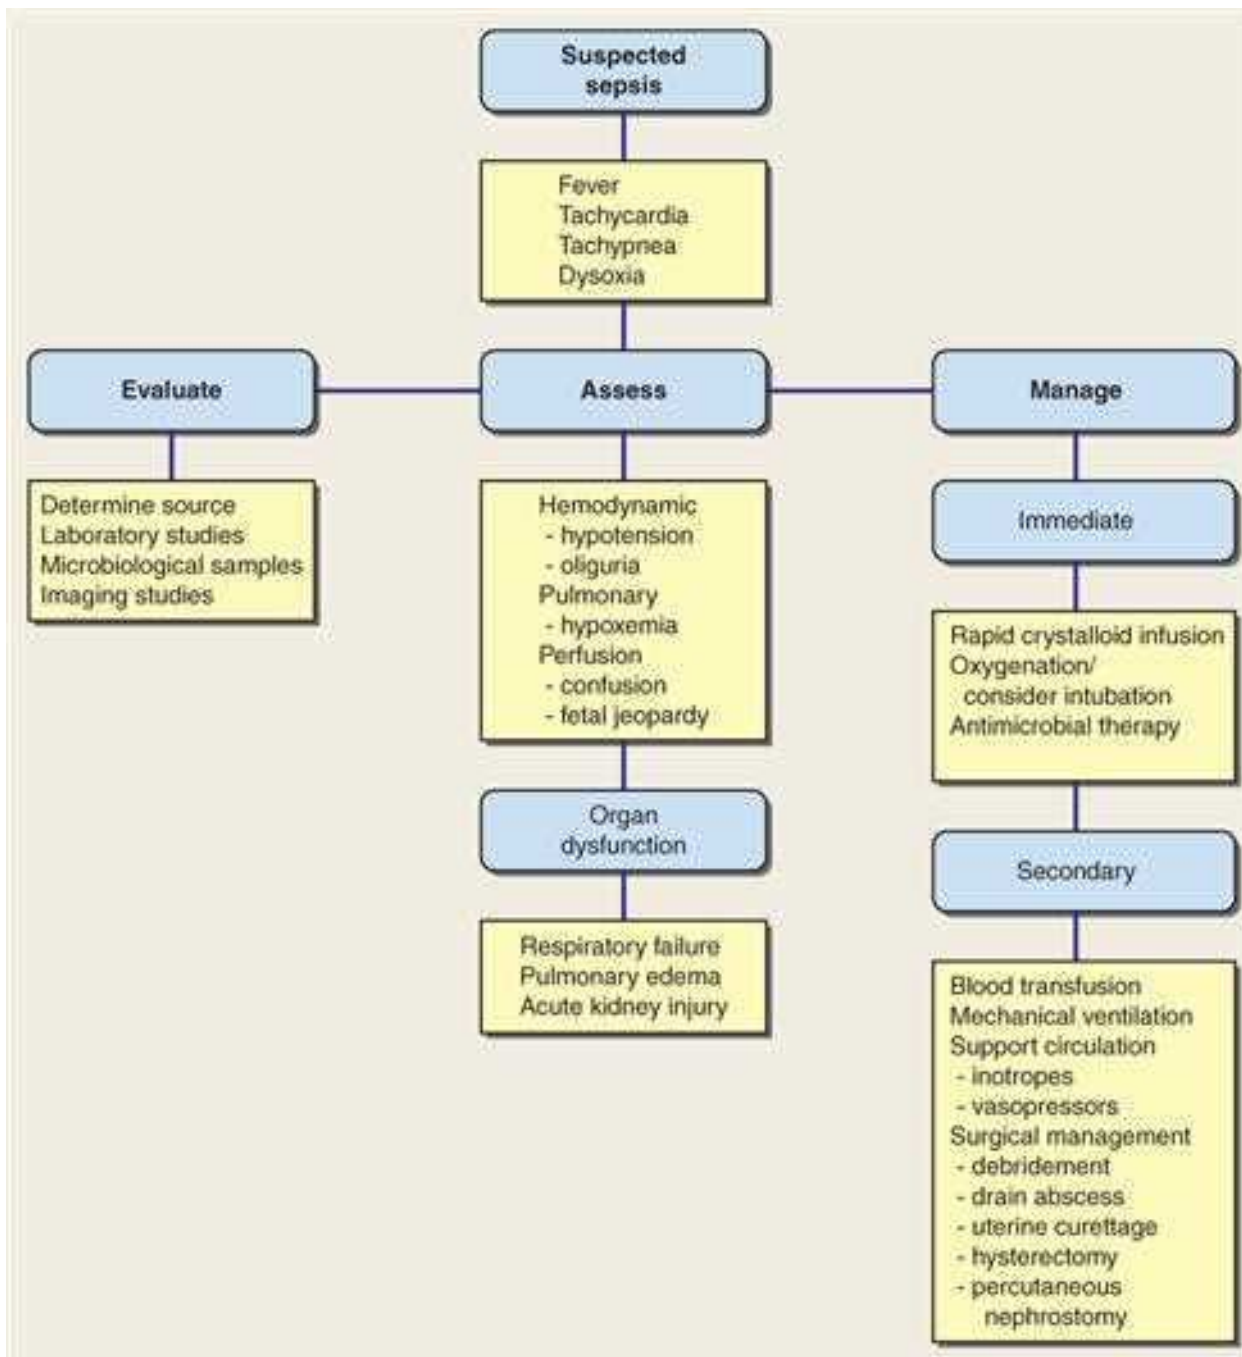 Suspected
sepsis
Fever
Tachycardia
Tachypnea
Dysoxia
Evaluate
Assess
Manage
Determine source
Laboratory studies
Microbiological samples
Imaging studies
Hemodynamic
- hypotension
- oliguria
Pulmonary
- hypoxemia
Perfusion
- confusion
- fetal jeopardy
Organ
dysfunction
Respiratory failure
Pulmonary edema
Acute kidney injury
Immediate
Rapid crystalloid infusion
Oxygenation/
consider intubation
Antimicrobial therapy
Secondary
Blood transfusion
Mechanical ventilation
Support circulation
- inotropes
- vasopressors
Surgical management
- debridement
- drain abscess
- uterine curettage
- hysterectomy
- percutaneous
nephrostomy